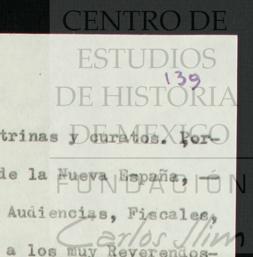 CENTRO DE
ESTUDIOS
139
DE HISTORIA
trinas y curatos. Por-
DE MEXICO
de la Nueva España, —
FUNDACIÓN
Audiencias, Fiscales,
Carlos Slim
a los muy Reverendos-